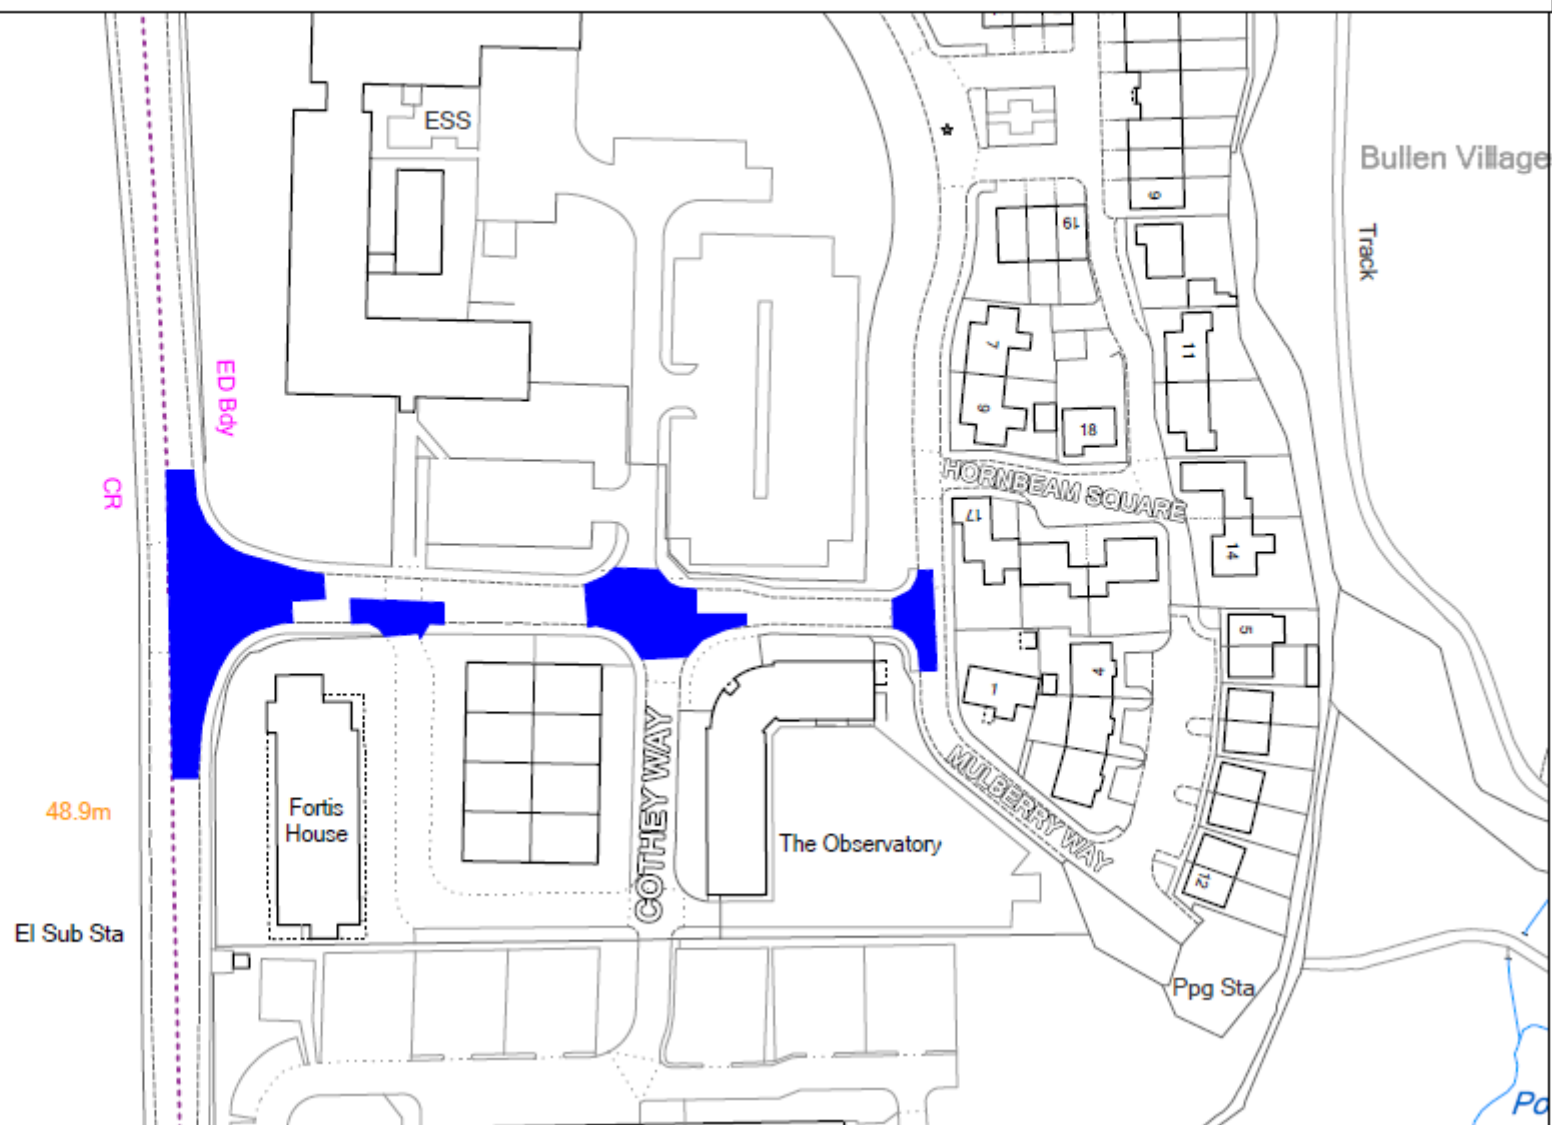 ESS
Bullen Village
19
9
Track
ED Bdy
7
11
9
18
CR
HORNBEAM SQUARE
17
14
5
4
1
COTHEY WAY
MULBERRY WAY
48.9m
Fortis
House
The Observatory
12
El Sub Sta
Ppg Sta
Po